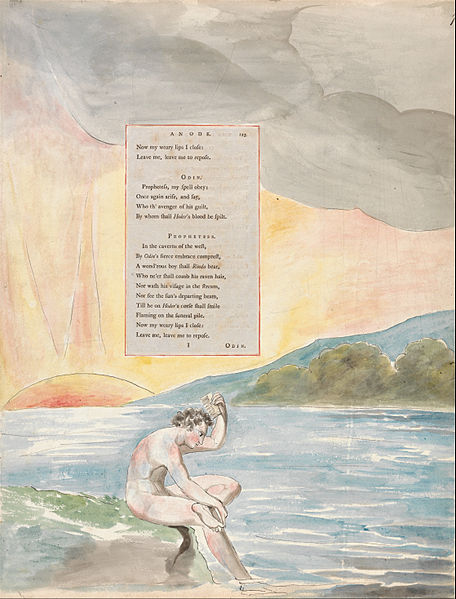 AN ODE.
Now my weary lips I cloſe:
Leave me, leave me to repoſe.
ODIN.
Propheteſs, my ſpell obey:
Once again ariſe, and ſay,
Who th' avenger of his guilt,
By whom ſhall Hoder's blood be ſpilt.
PROPHETESS.
In the caverns of the weſt,
By Odin's fierce embrace compreſt,
A wond'rous boy ſhall Rinda bear,
Who ne'er ſhall comb his raven hair,
Nor waſh his viſage in the ſtream,
Nor ſee the ſun's departing beam,
Till he on Hoder's corſe ſhall ſmile
Flaming on the funeral pile.
Now my weary lips I cloſe:
Leave me, leave me to repoſe.
I ODIN.